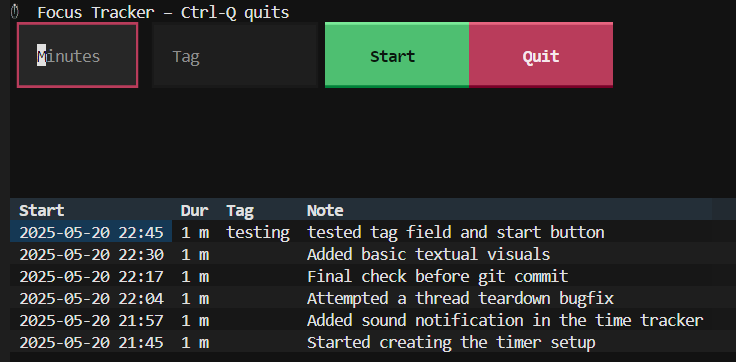 ⏱ Focus Tracker — Ctrl-Q quits
Minutes Tag Start Quit
Start Dur Tag Note
2025-05-20 22:45 1 m testing tested tag field and start button
2025-05-20 22:30 1 m Added basic textual visuals
2025-05-20 22:17 1 m Final check before git commit
2025-05-20 22:04 1 m Attempted a thread teardown bugfix
2025-05-20 21:57 1 m Added sound notification in the time tracker
2025-05-20 21:45 1 m Started creating the timer setup